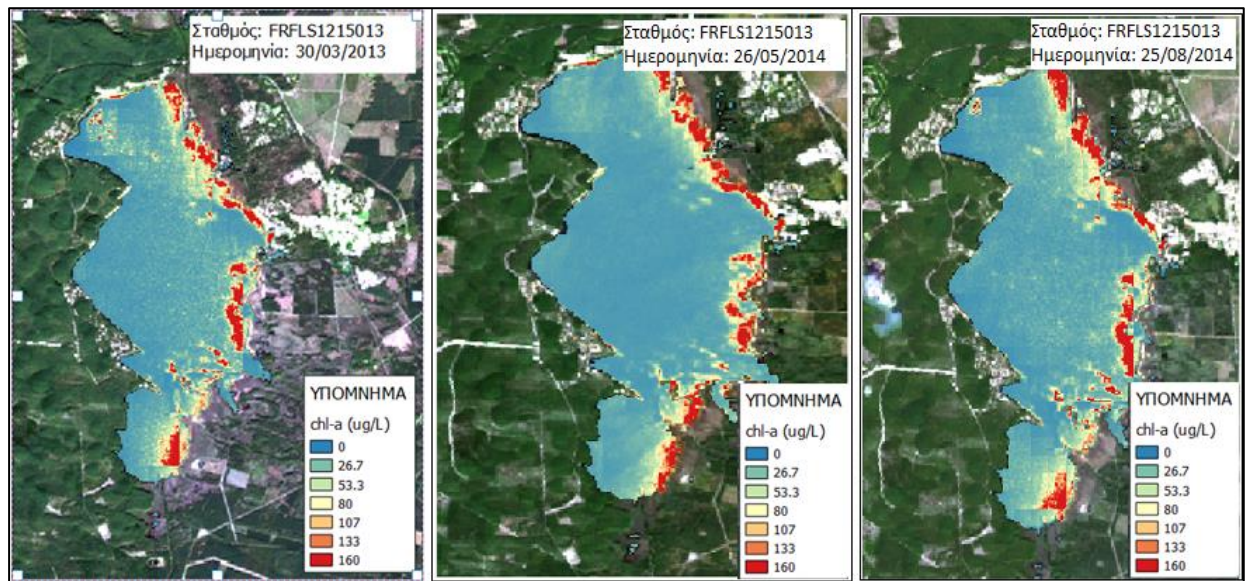 Σταθμός: FRFLS1215013
Ημερομηνία: 30/03/2013
ΥΠΟΜΝΗΜΑ
chl-a (ug/L)
0
26.7
53.3
80
107
133
160
Σταθμός: FRFLS1215013
Ημερομηνία: 26/05/2014
ΥΠΟΜΝΗΜΑ
chl-a (ug/L)
0
26.7
53.3
80
107
133
160
Σταθμός: FRFLS1215013
Ημερομηνία: 25/08/2014
ΥΠΟΜΝΗΜΑ
chl-a (ug/L)
0
26.7
53.3
80
107
133
160